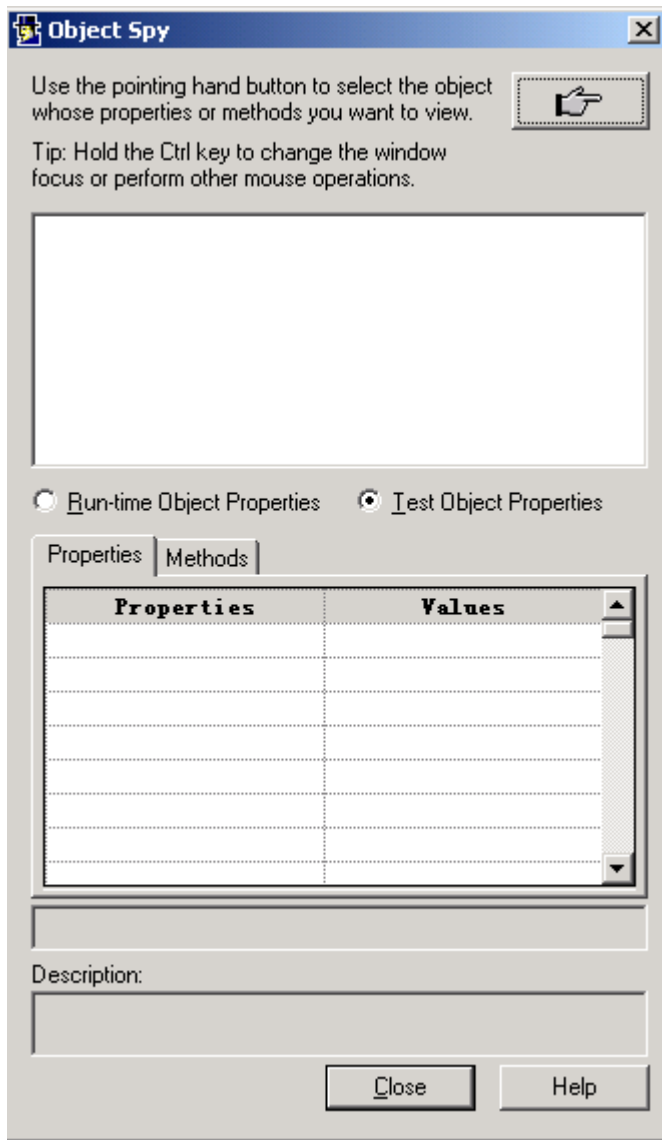 Object Spy
Use the pointing hand button to select the object
whose properties or methods you want to view.
Tip: Hold the Ctrl key to change the window
focus or perform other mouse operations.
Run-time Object Properties Test Object Properties
Properties Methods
Properties Values
Description:
Close Help